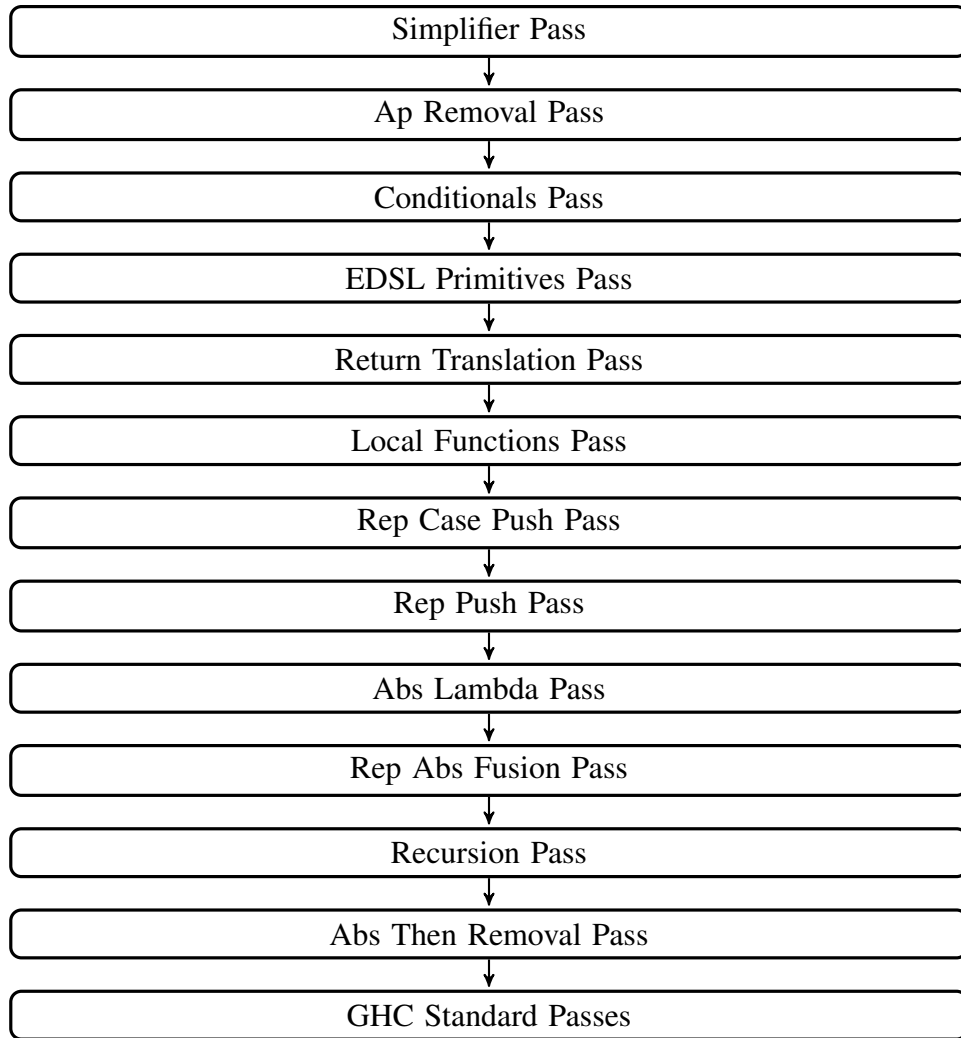 Simplifier Pass
Ap Removal Pass
Conditionals Pass
EDSL Primitives Pass
Return Translation Pass
Local Functions Pass
Rep Case Push Pass
Rep Push Pass
Abs Lambda Pass
Rep Abs Fusion Pass
Recursion Pass
Abs Then Removal Pass
GHC Standard Passes